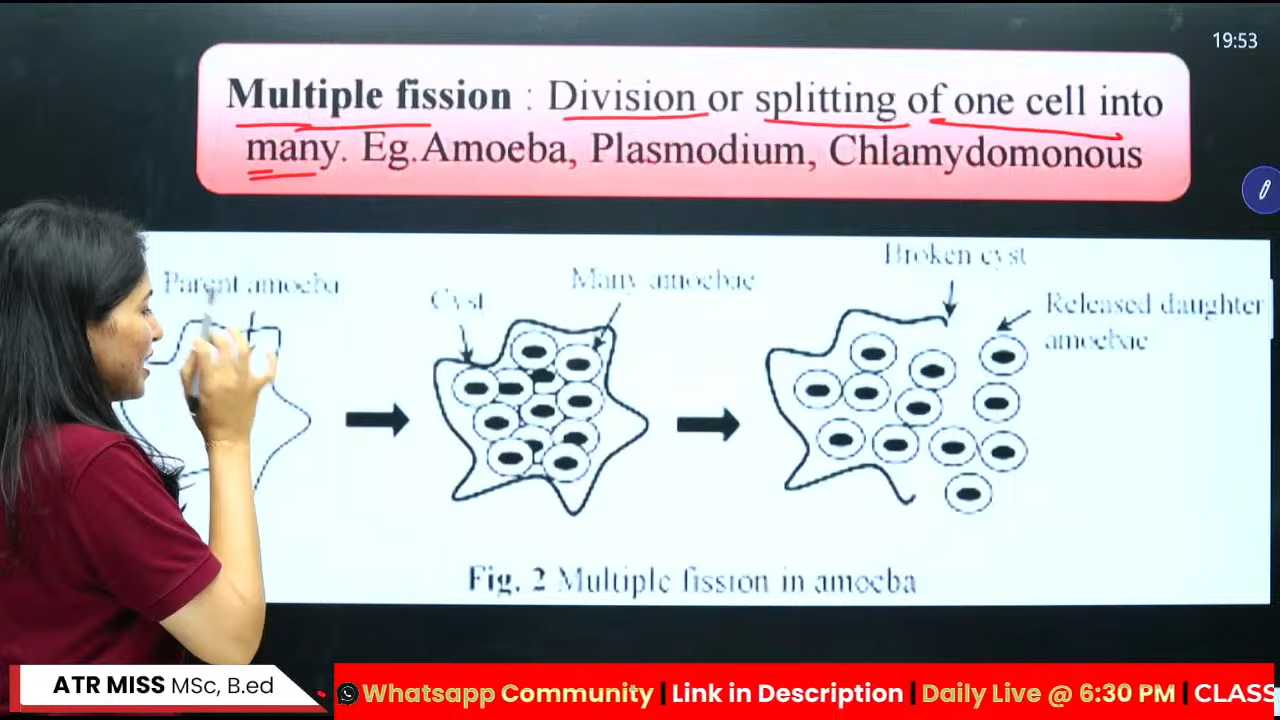 19:53
Multiple fission : Division or splitting of one cell into
many. Eg.Amoeba, Plasmodium, Chlamydomonous
Parent amoeba
Cyst
Many amoebae
Broken cyst
Released daughter
amoebae
Fig. 2 Multiple fission in amoeba
ATR MISS MSc, B.ed
Whatsapp Community | Link in Description | Daily Live @ 6:30 PM | CLASS